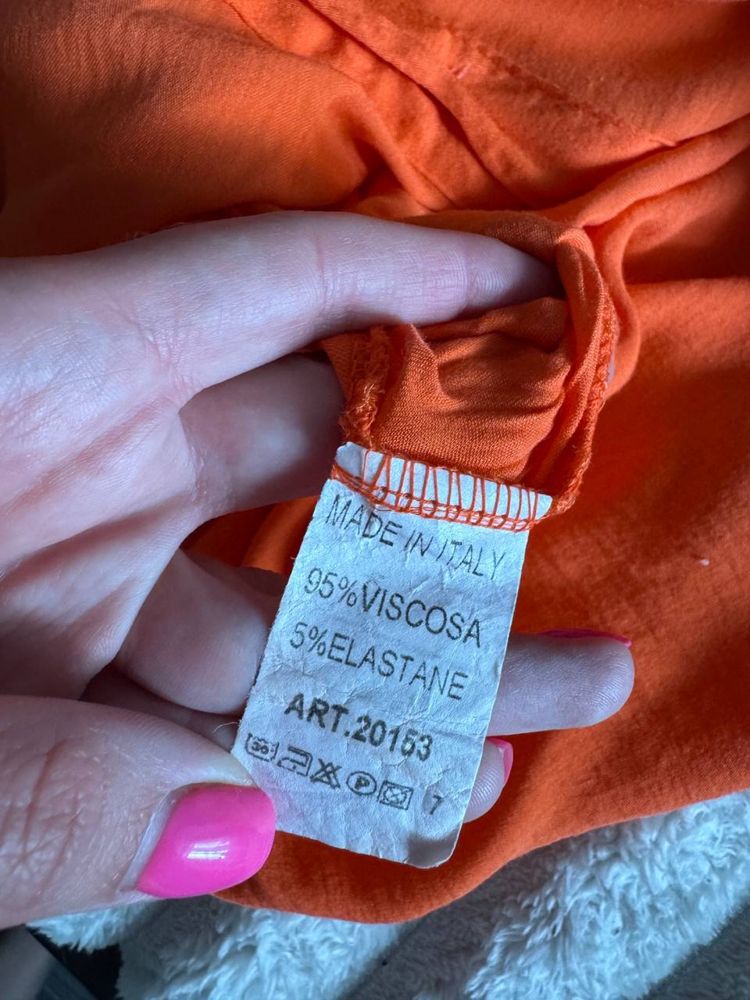 MADE IN ITALY
95%VISCOSA
5%ELASTANE
ART.20153
P